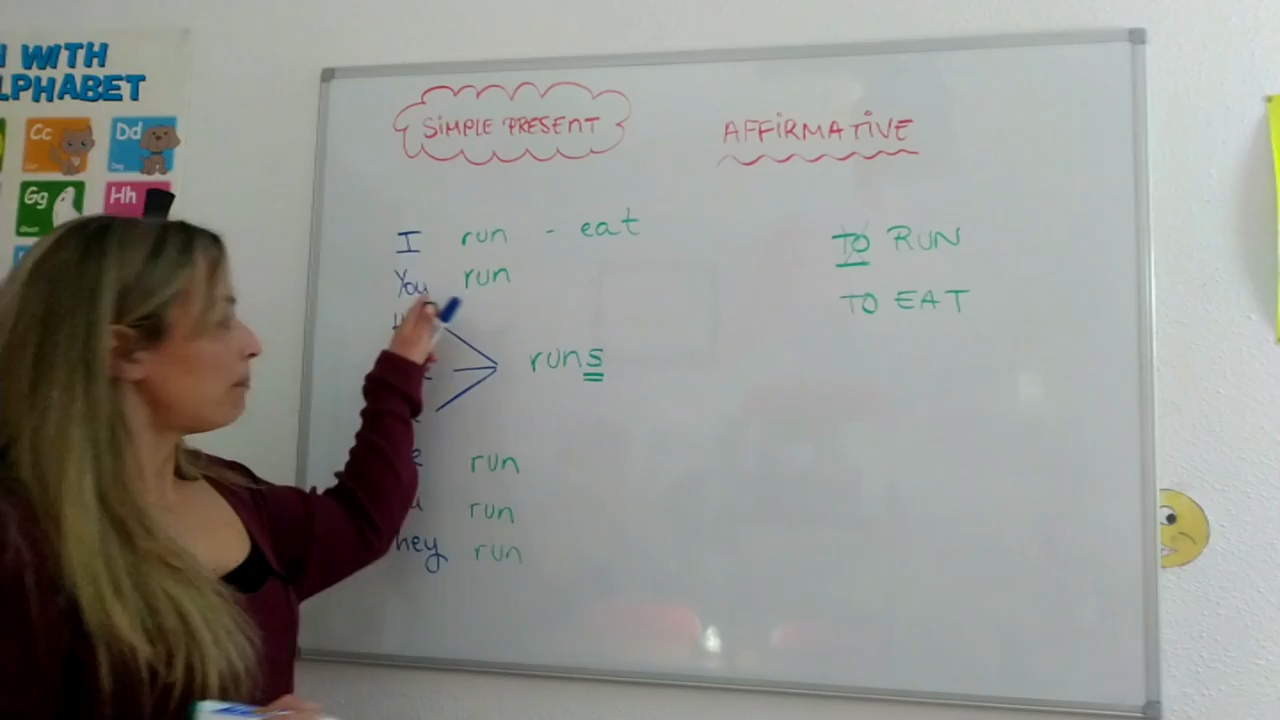 WITH
ALPHABET
Cc
Dd
Gg
Hh
SIMPLE PRESENT
AFFIRMATIVE
I run - eat
You run
runs
run
run
hey run
TO RUN
TO EAT